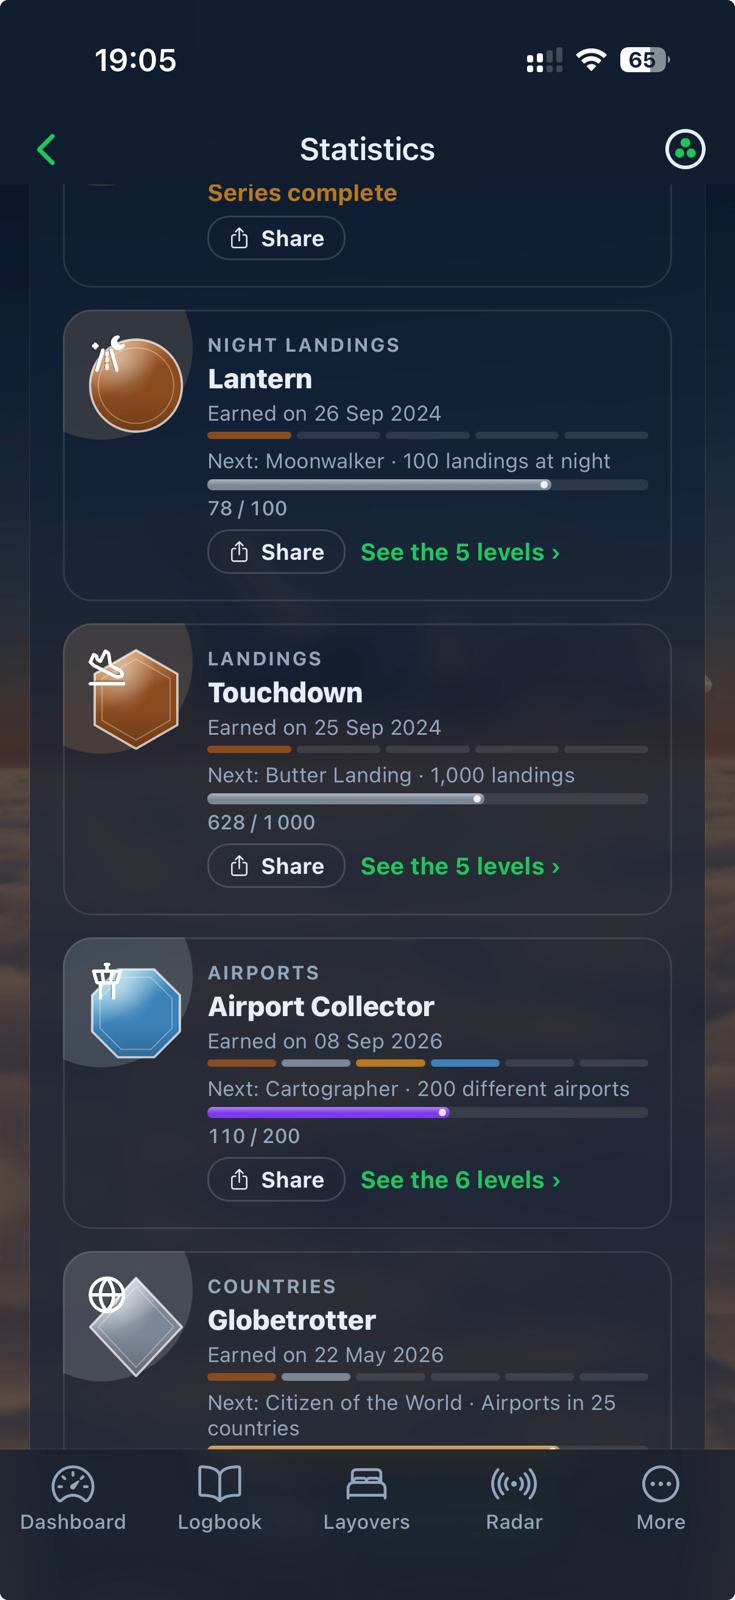 19:05
65
Statistics
Series complete
Share
NIGHT LANDINGS
Lantern
Earned on 26 Sep 2024
Next: Moonwalker · 100 landings at night
78 / 100
Share
See the 5 levels ›
LANDINGS
Touchdown
Earned on 25 Sep 2024
Next: Butter Landing · 1,000 landings
628 / 1 000
Share
See the 5 levels ›
AIRPORTS
Airport Collector
Earned on 08 Sep 2026
Next: Cartographer · 200 different airports
110 / 200
Share
See the 6 levels ›
COUNTRIES
Globetrotter
Earned on 22 May 2026
Next: Citizen of the World · Airports in 25
countries
Dashboard
Logbook
Layovers
Radar
More